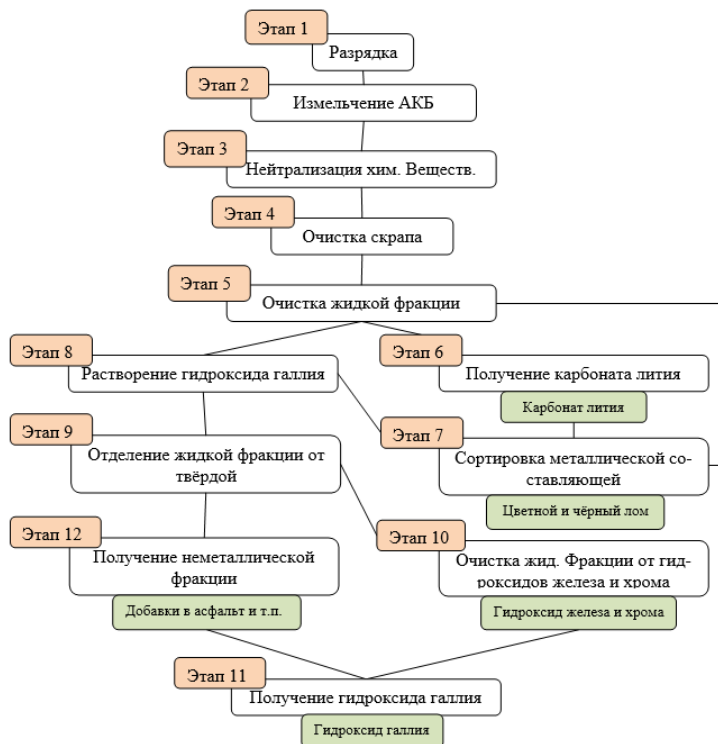 Этап 1
Разрядка
Этап 2
Измельчение АКБ
Этап 3
Нейтрализация хим. Веществ.
Этап 4
Очистка скрапа
Этап 5
Очистка жидкой фракции
Этап 8
Растворение гидроксида галлия
Этап 6
Получение карбоната лития
Карбонат лития
Этап 9
Отделение жидкой фракции от
твёрдой
Этап 7
Сортировка металлической со-
ставляющей
Цветной и чёрный лом
Этап 12
Получение неметаллической
фракции
Добавки в асфальт и т.п.
Этап 10
Очистка жид. Фракции от гид-
роксидов железа и хрома
Гидроксид железа и хрома
Этап 11
Получение гидроксида галлия
Гидроксид галлия